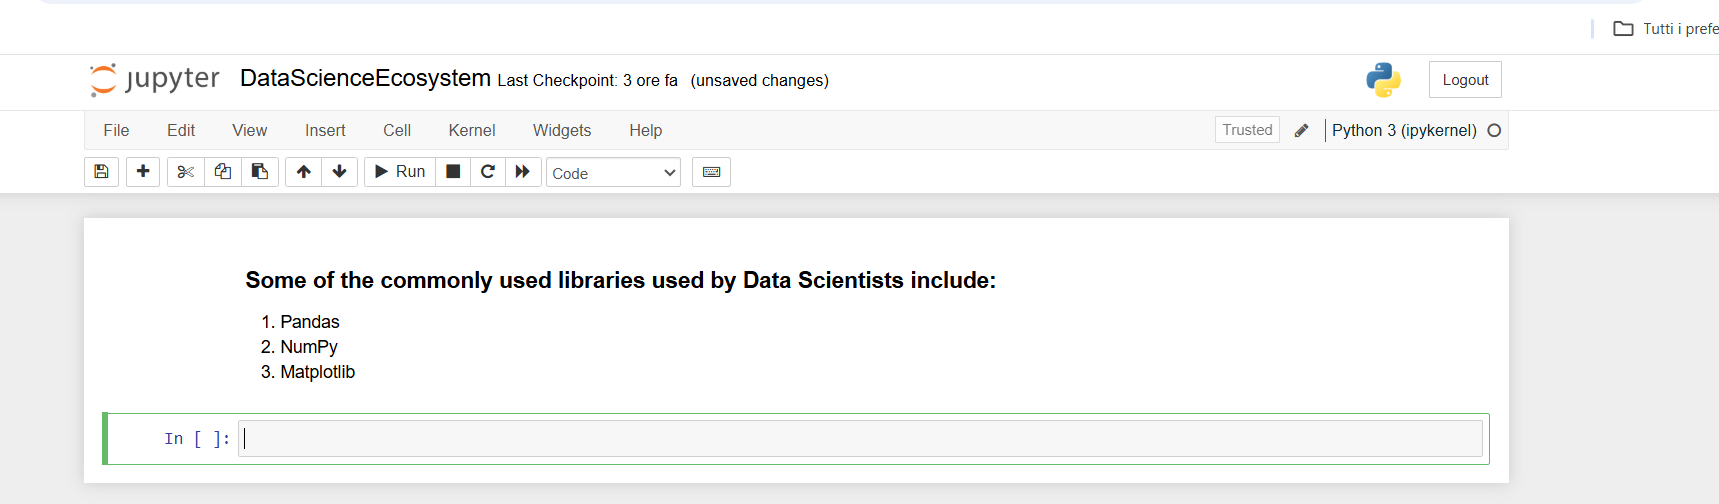 Tutti i prefe
jupyter DataScienceEcosystem Last Checkpoint: 3 ore fa (unsaved changes) Logout
File Edit View Insert Cell Kernel Widgets Help Trusted Python 3 (ipykernel)
Run Code
Some of the commonly used libraries used by Data Scientists include:
1. Pandas
2. NumPy
3. Matplotlib
In [ ]: